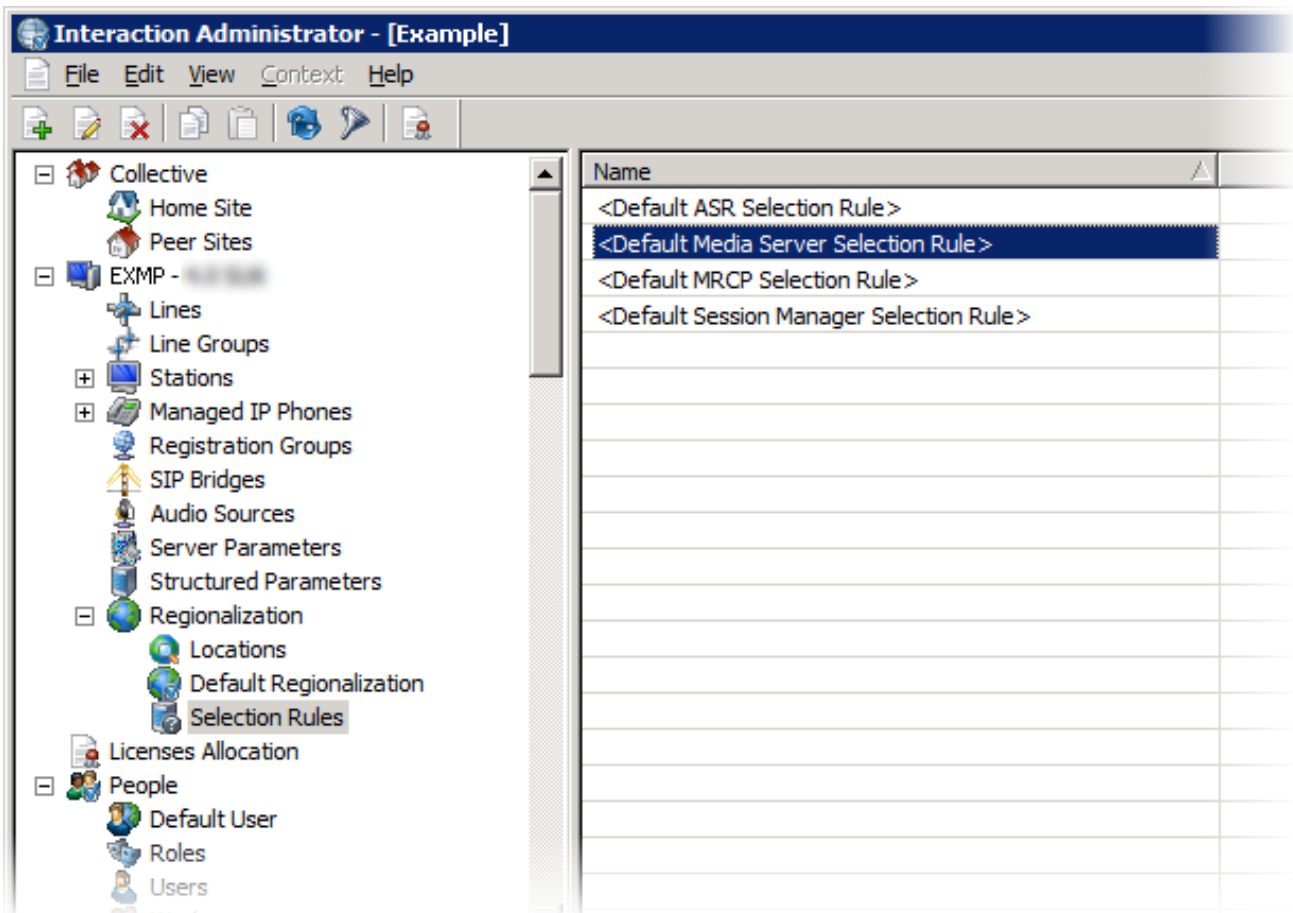 Interaction Administrator - [Example]
File Edit View Context Help
Collective
Home Site
Peer Sites
EXMP -
Lines
Line Groups
Stations
Managed IP Phones
Registration Groups
SIP Bridges
Audio Sources
Server Parameters
Structured Parameters
Regionalization
Locations
Default Regionalization
Selection Rules
Licenses Allocation
People
Default User
Roles
Users
Name
<Default ASR Selection Rule>
<Default Media Server Selection Rule>
<Default MRCP Selection Rule>
<Default Session Manager Selection Rule>